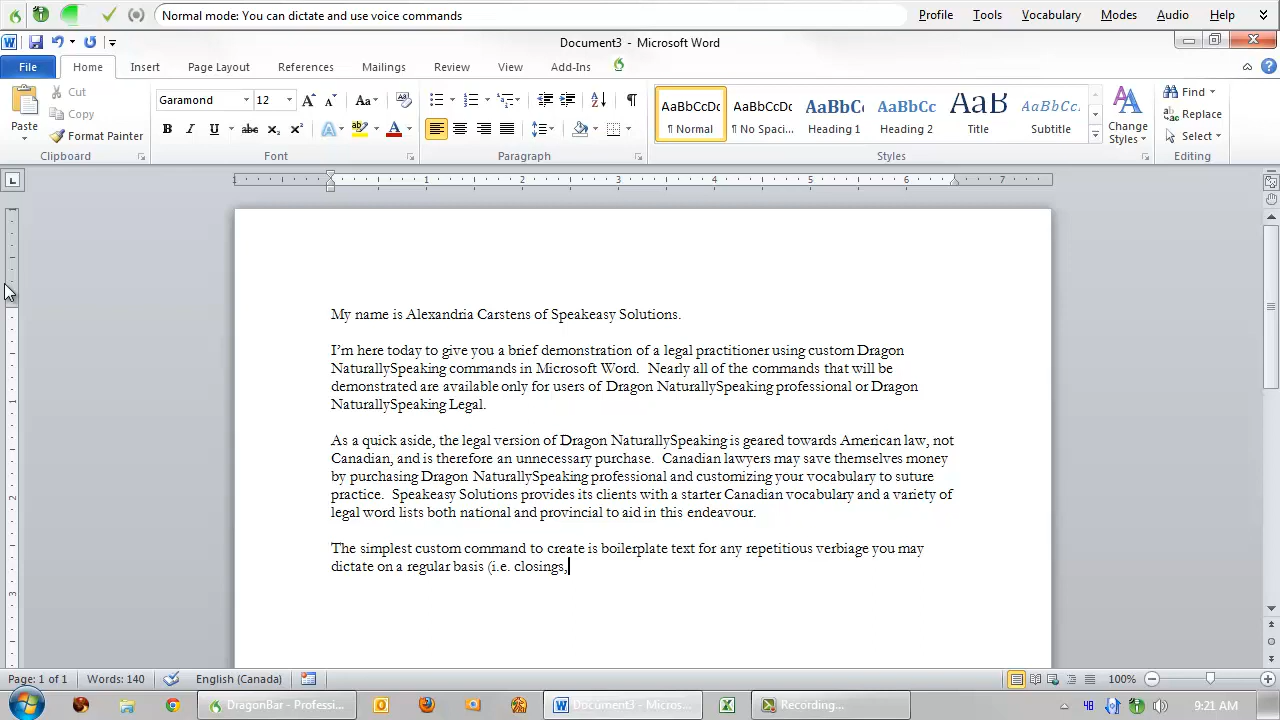 Normal mode: You can dictate and use voice commands
Profile Tools Vocabulary Modes Audio Help
Document3 - Microsoft Word
File Home Insert Page Layout References Mailings Review View Add-Ins
Paste
Cut
Copy
Format Painter
Clipboard
Garamond 12
Font
Paragraph
AaBbCcDc ¶ Normal
AaBbCcDc ¶ No Spaci...
AaBbCc Heading 1
AaBbCc Heading 2
AaB Title
AaBbCc. Subtitle
Styles
Change Styles
Find
Replace
Select
Editing
1 1 2 3 4 5 6 7
My name is Alexandria Carstens of Speakeasy Solutions.
I'm here today to give you a brief demonstration of a legal practitioner using custom Dragon
NaturallySpeaking commands in Microsoft Word.  Nearly all of the commands that will be
demonstrated are available only for users of Dragon NaturallySpeaking professional or Dragon
NaturallySpeaking Legal.
As a quick aside, the legal version of Dragon NaturallySpeaking is geared towards American law, not
Canadian, and is therefore an unnecessary purchase.  Canadian lawyers may save themselves money
by purchasing Dragon NaturallySpeaking professional and customizing your vocabulary to suture
practice.  Speakeasy Solutions provides its clients with a starter Canadian vocabulary and a variety of
legal word lists both national and provincial to aid in this endeavour.
The simplest custom command to create is boilerplate text for any repetitious verbiage you may
dictate on a regular basis (i.e. closings,
1
2
3
Page: 1 of 1 Words: 140 English (Canada) 100%
DragonBar - Professi... Document3 - Micros... Recording... 9:21 AM